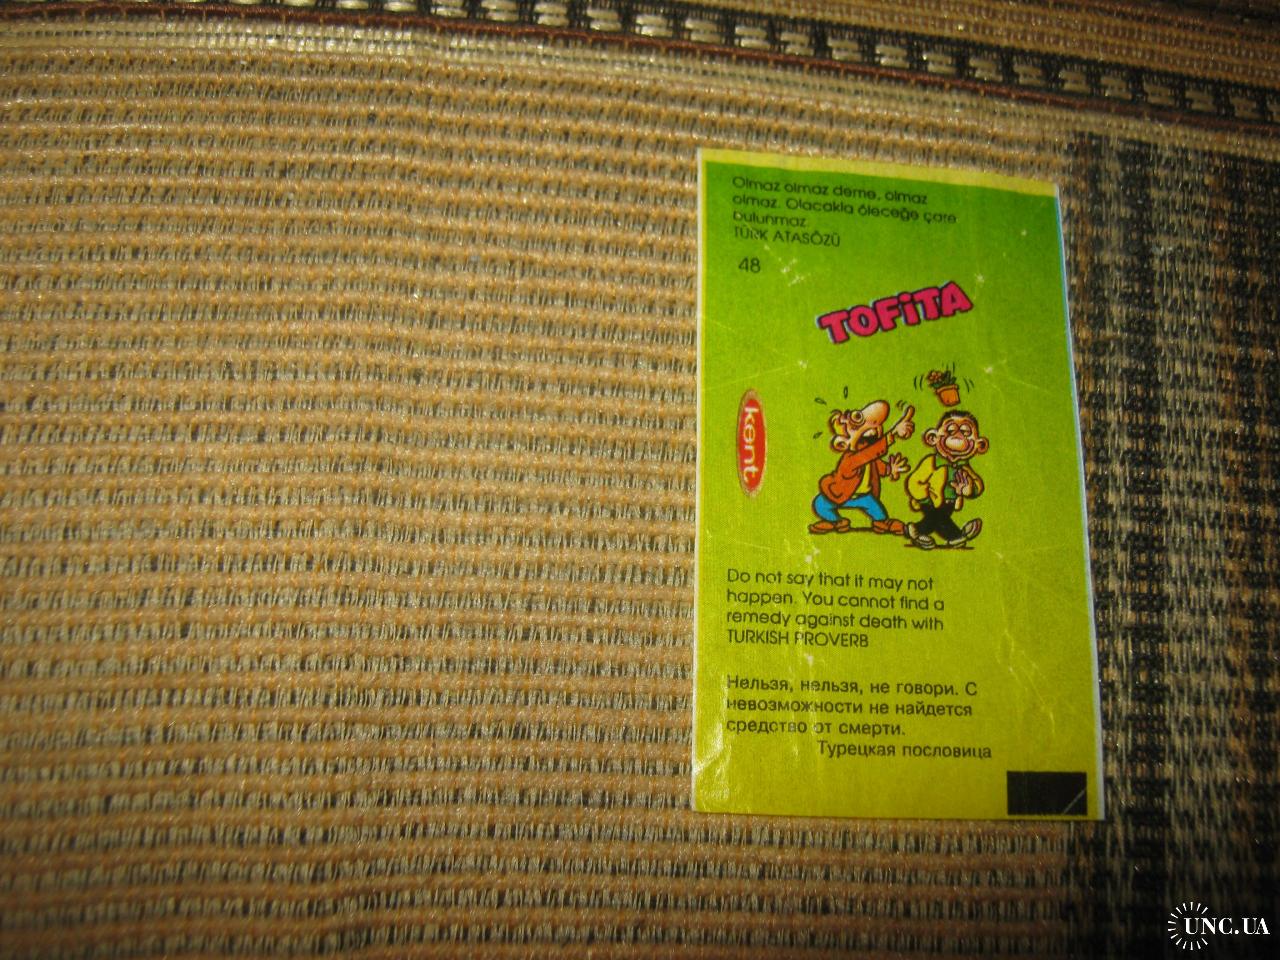 Olmaz olmaz deme, olmaz
olmaz. Olacakla öleceğe çare
bulunmaz.
TÜRK ATASÖZÜ
48
TOFiTA
kent
Do not say that it may not
happen. You cannot find a
remedy against death with
TURKISH PROVERB
Нельзя, нельзя, не говори. С
невозможности не найдется
средство от смерти.
Турецкая пословица
UNC.UA